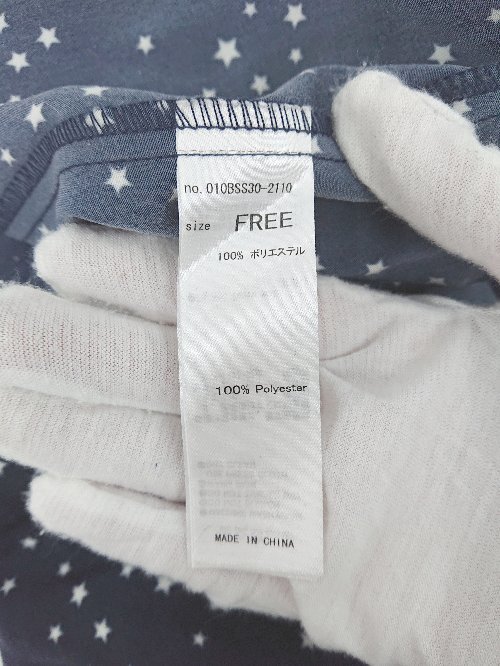 no. 010BSS30-2110
size FREE
100% ポリエステル
100% Polyester
MADE IN CHINA